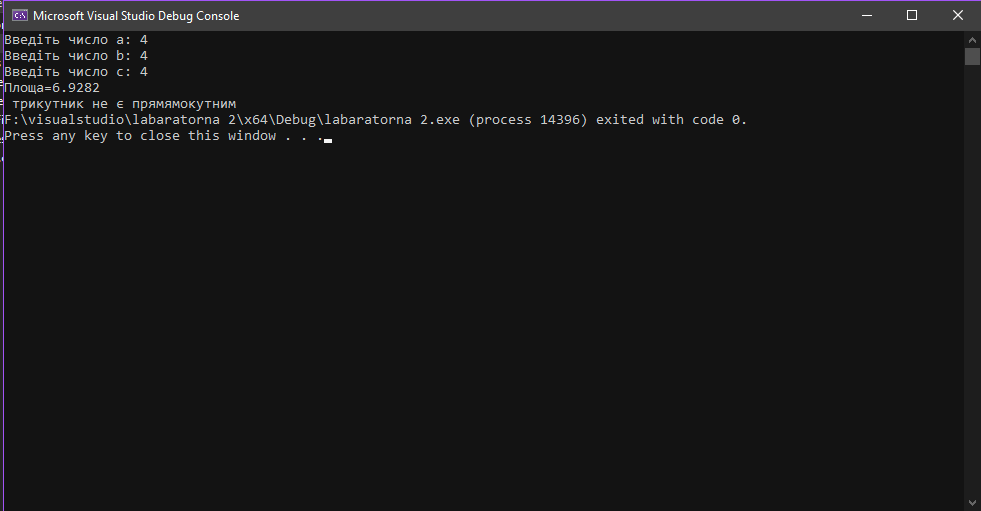 Microsoft Visual Studio Debug Console
Введіть число a: 4
Введіть число b: 4
Введіть число c: 4
Площа=6.9282
 трикутник не є прямямокутним
F:\visualstudio\labaratorna 2\x64\Debug\labaratorna 2.exe (process 14396) exited with code 0.
Press any key to close this window . . .